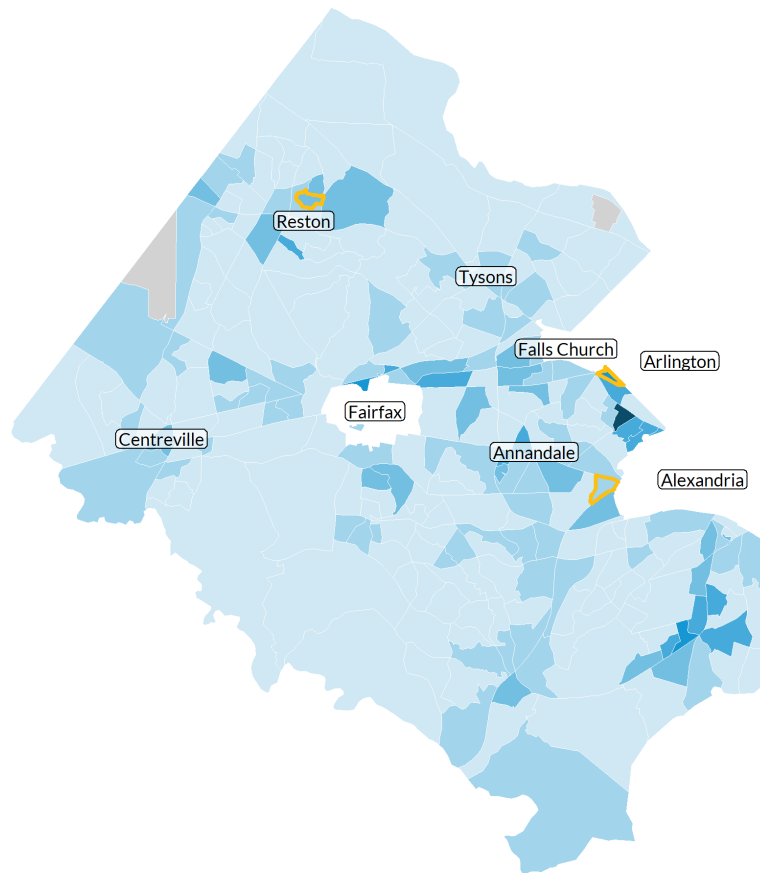 Reston
Tysons
Falls Church
Arlington
Fairfax
Centreville
Annandale
Alexandria